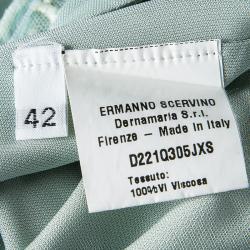 42
ERMANNO SCERVINO
Dernamaria S.r.l.
Firenze - Made in Italy
D221Q305JXS
Tessuto:
100%VI Viscosa